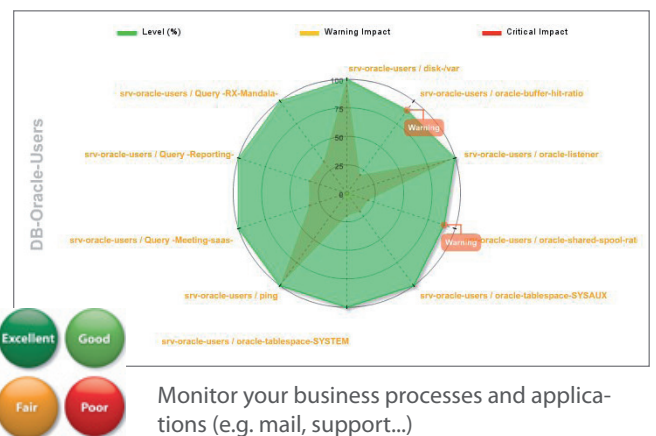 Level (%)
Warning Impact
Critical Impact
srv-oracle-users / disk-/var
100
srv-oracle-users / Query -RX-Mandala-
srv-oracle-users / oracle-buffer-hit-ratio
75
Warning
50
srv-oracle-users / Query -Reporting-
srv-oracle-users / oracle-listener
25
0
DB-Oracle-Users
srv-oracle-users / Query -Meeting-saas-
Warning
oracle-users / oracle-shared-spool-rati
srv-oracle-users / ping
srv-oracle-users / oracle-tablespace-SYSAUX
srv-oracle-users / oracle-tablespace-SYSTEM
Excellent
Good
Fair
Poor
Monitor your business processes and applica-
tions (e.g. mail, support...)